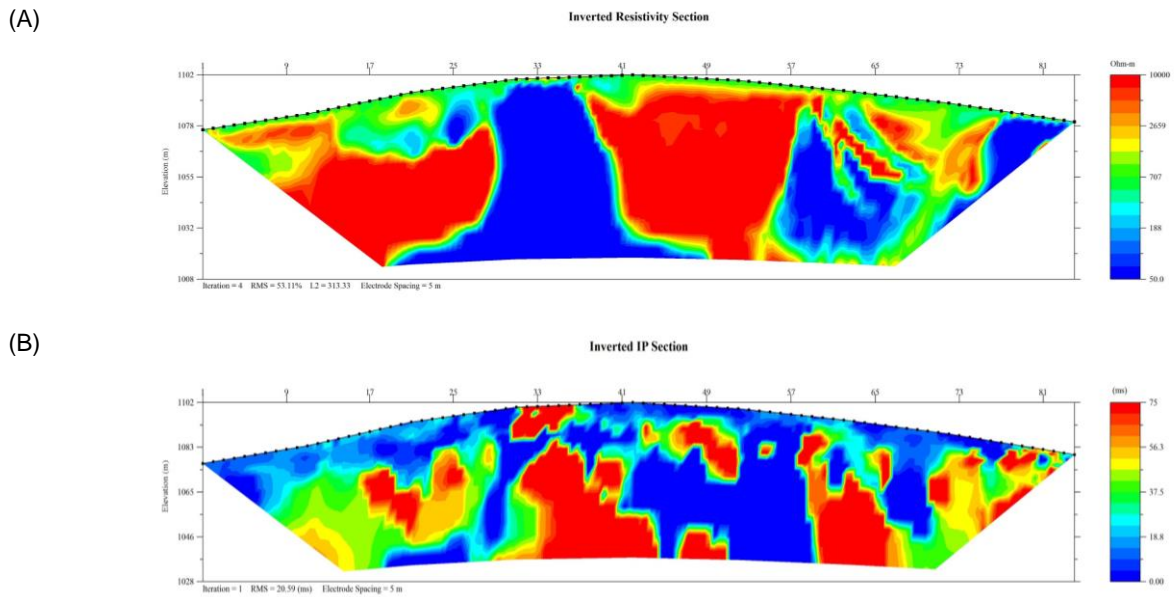 (A)
Inverted Resistivity Section
1 9 17 25 33 41 49 57 65 73 81
Ohm-m
1102
1078
1055
1032
1008
Elevation (m)
10000
2659
707
188
50.0
Iteration = 4 RMS = 53.11% L2 = 313.33 Electrode Spacing = 5 m
(B)
Inverted IP Section
1 9 17 25 33 41 49 57 65 73 81
(ms)
1102
1083
1065
1046
1028
Elevation (m)
75
56.3
37.5
18.8
0.00
Iteration = 1 RMS = 20.59 (ms) Electrode Spacing = 5 m